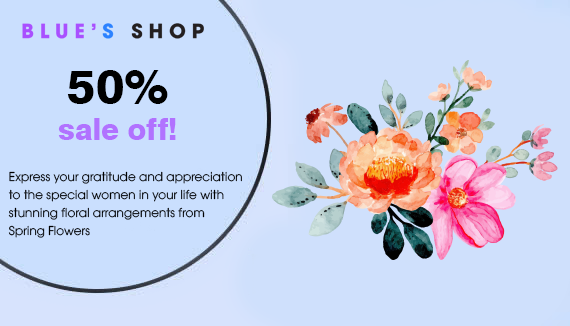 BLUE’S SHOP
50%
sale off!
Express your gratitude and appreciation
to the special women in your life with
stunning floral arrangements from
Spring Flowers